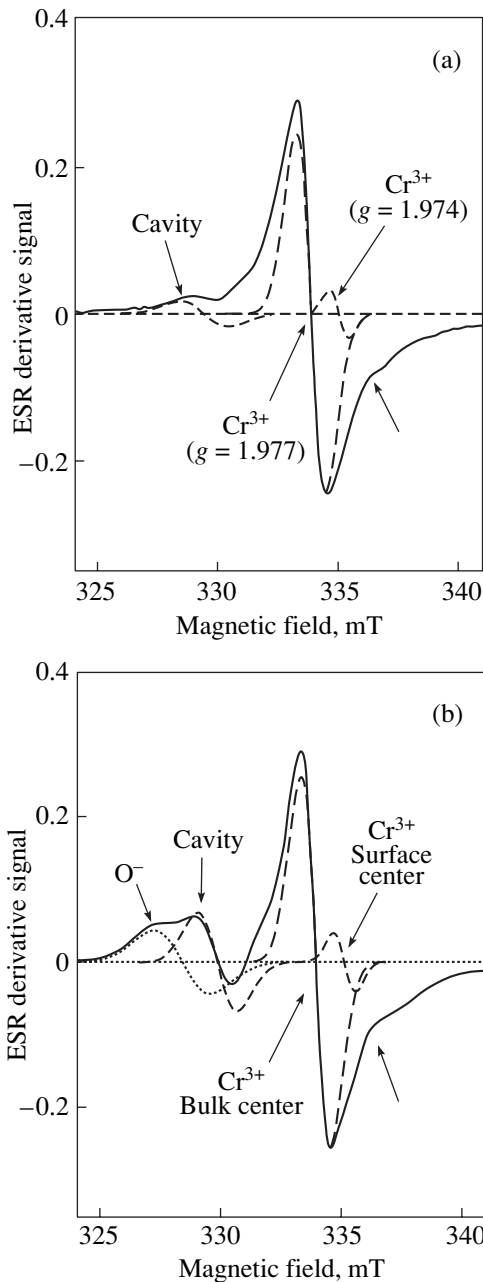 0.4
(a)
ESR derivative signal
0.2
Cr³⁺
(g = 1.974)
Cavity
0
Cr³⁺
(g = 1.977)
−0.2
325
330
335
340
Magnetic field, mT
0.4
(b)
ESR derivative signal
0.2
Cr³⁺
Surface
center
Cavity
O⁻
0
Cr³⁺
Bulk center
−0.2
325
330
335
340
Magnetic field, mT